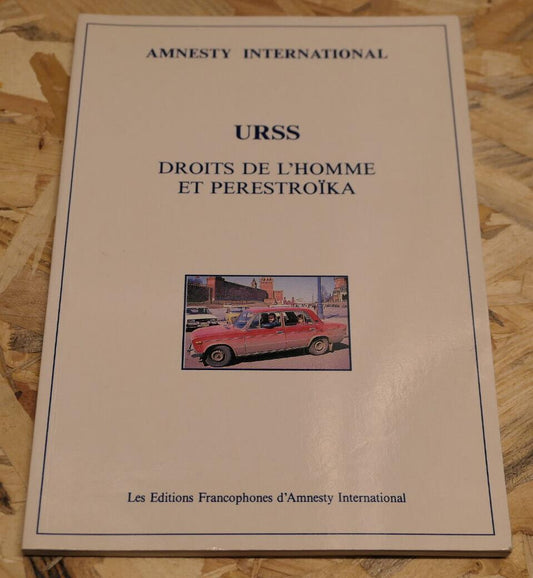 AMNESTY INTERNATIONAL
URSS
DROITS DE L'HOMME
ET PERESTROÏKA
Les Editions Francophones d'Amnesty International